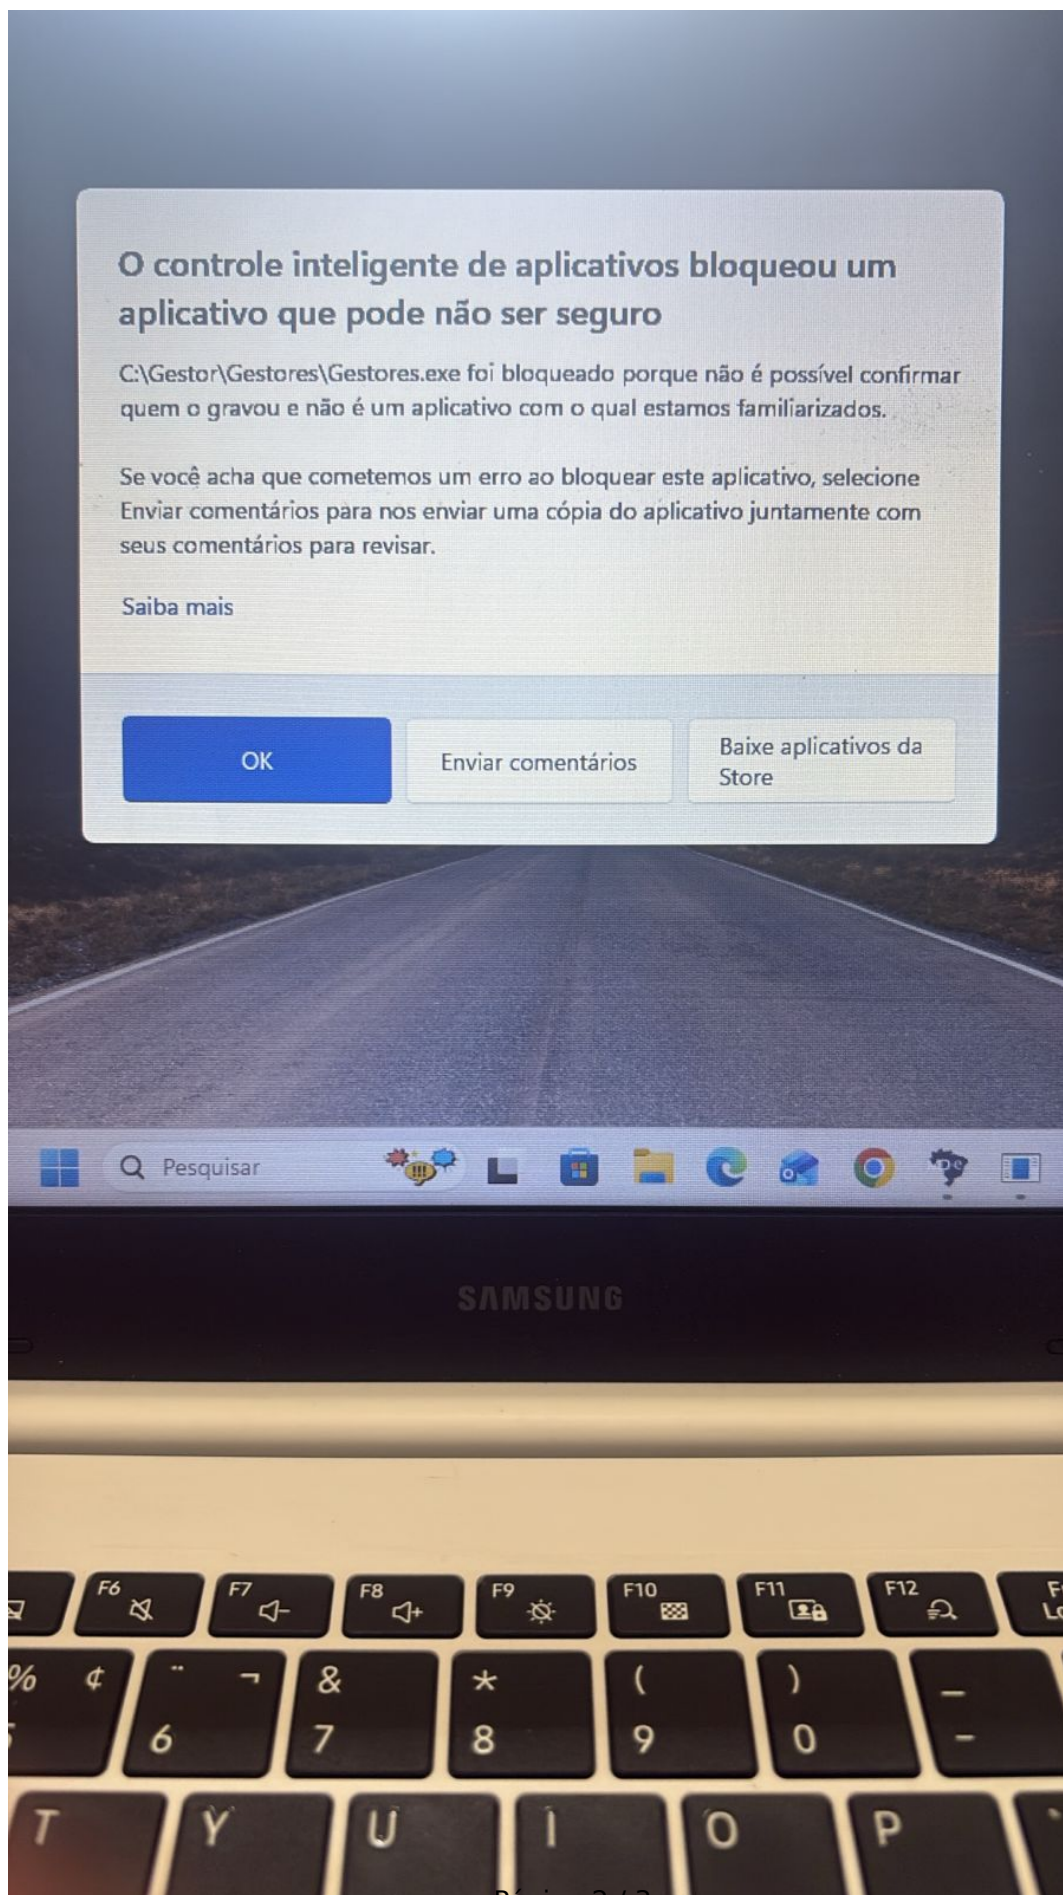 O controle inteligente de aplicativos bloqueou um
aplicativo que pode não ser seguro
C:\Gestor\Gestores\Gestores.exe foi bloqueado porque não é possível confirmar
quem o gravou e não é um aplicativo com o qual estamos familiarizados.
Se você acha que cometemos um erro ao bloquear este aplicativo, selecione
Enviar comentários para nos enviar uma cópia do aplicativo juntamente com
seus comentários para revisar.
Saiba mais
OK
Enviar comentários
Baixe aplicativos da
Store
Pesquisar
SAMSUNG
F6 F7 F8 F9 F10 F11 F12
% ¢ ¨ ¬ & * ( ) _
6 7 8 9 0 -
T Y U I O P